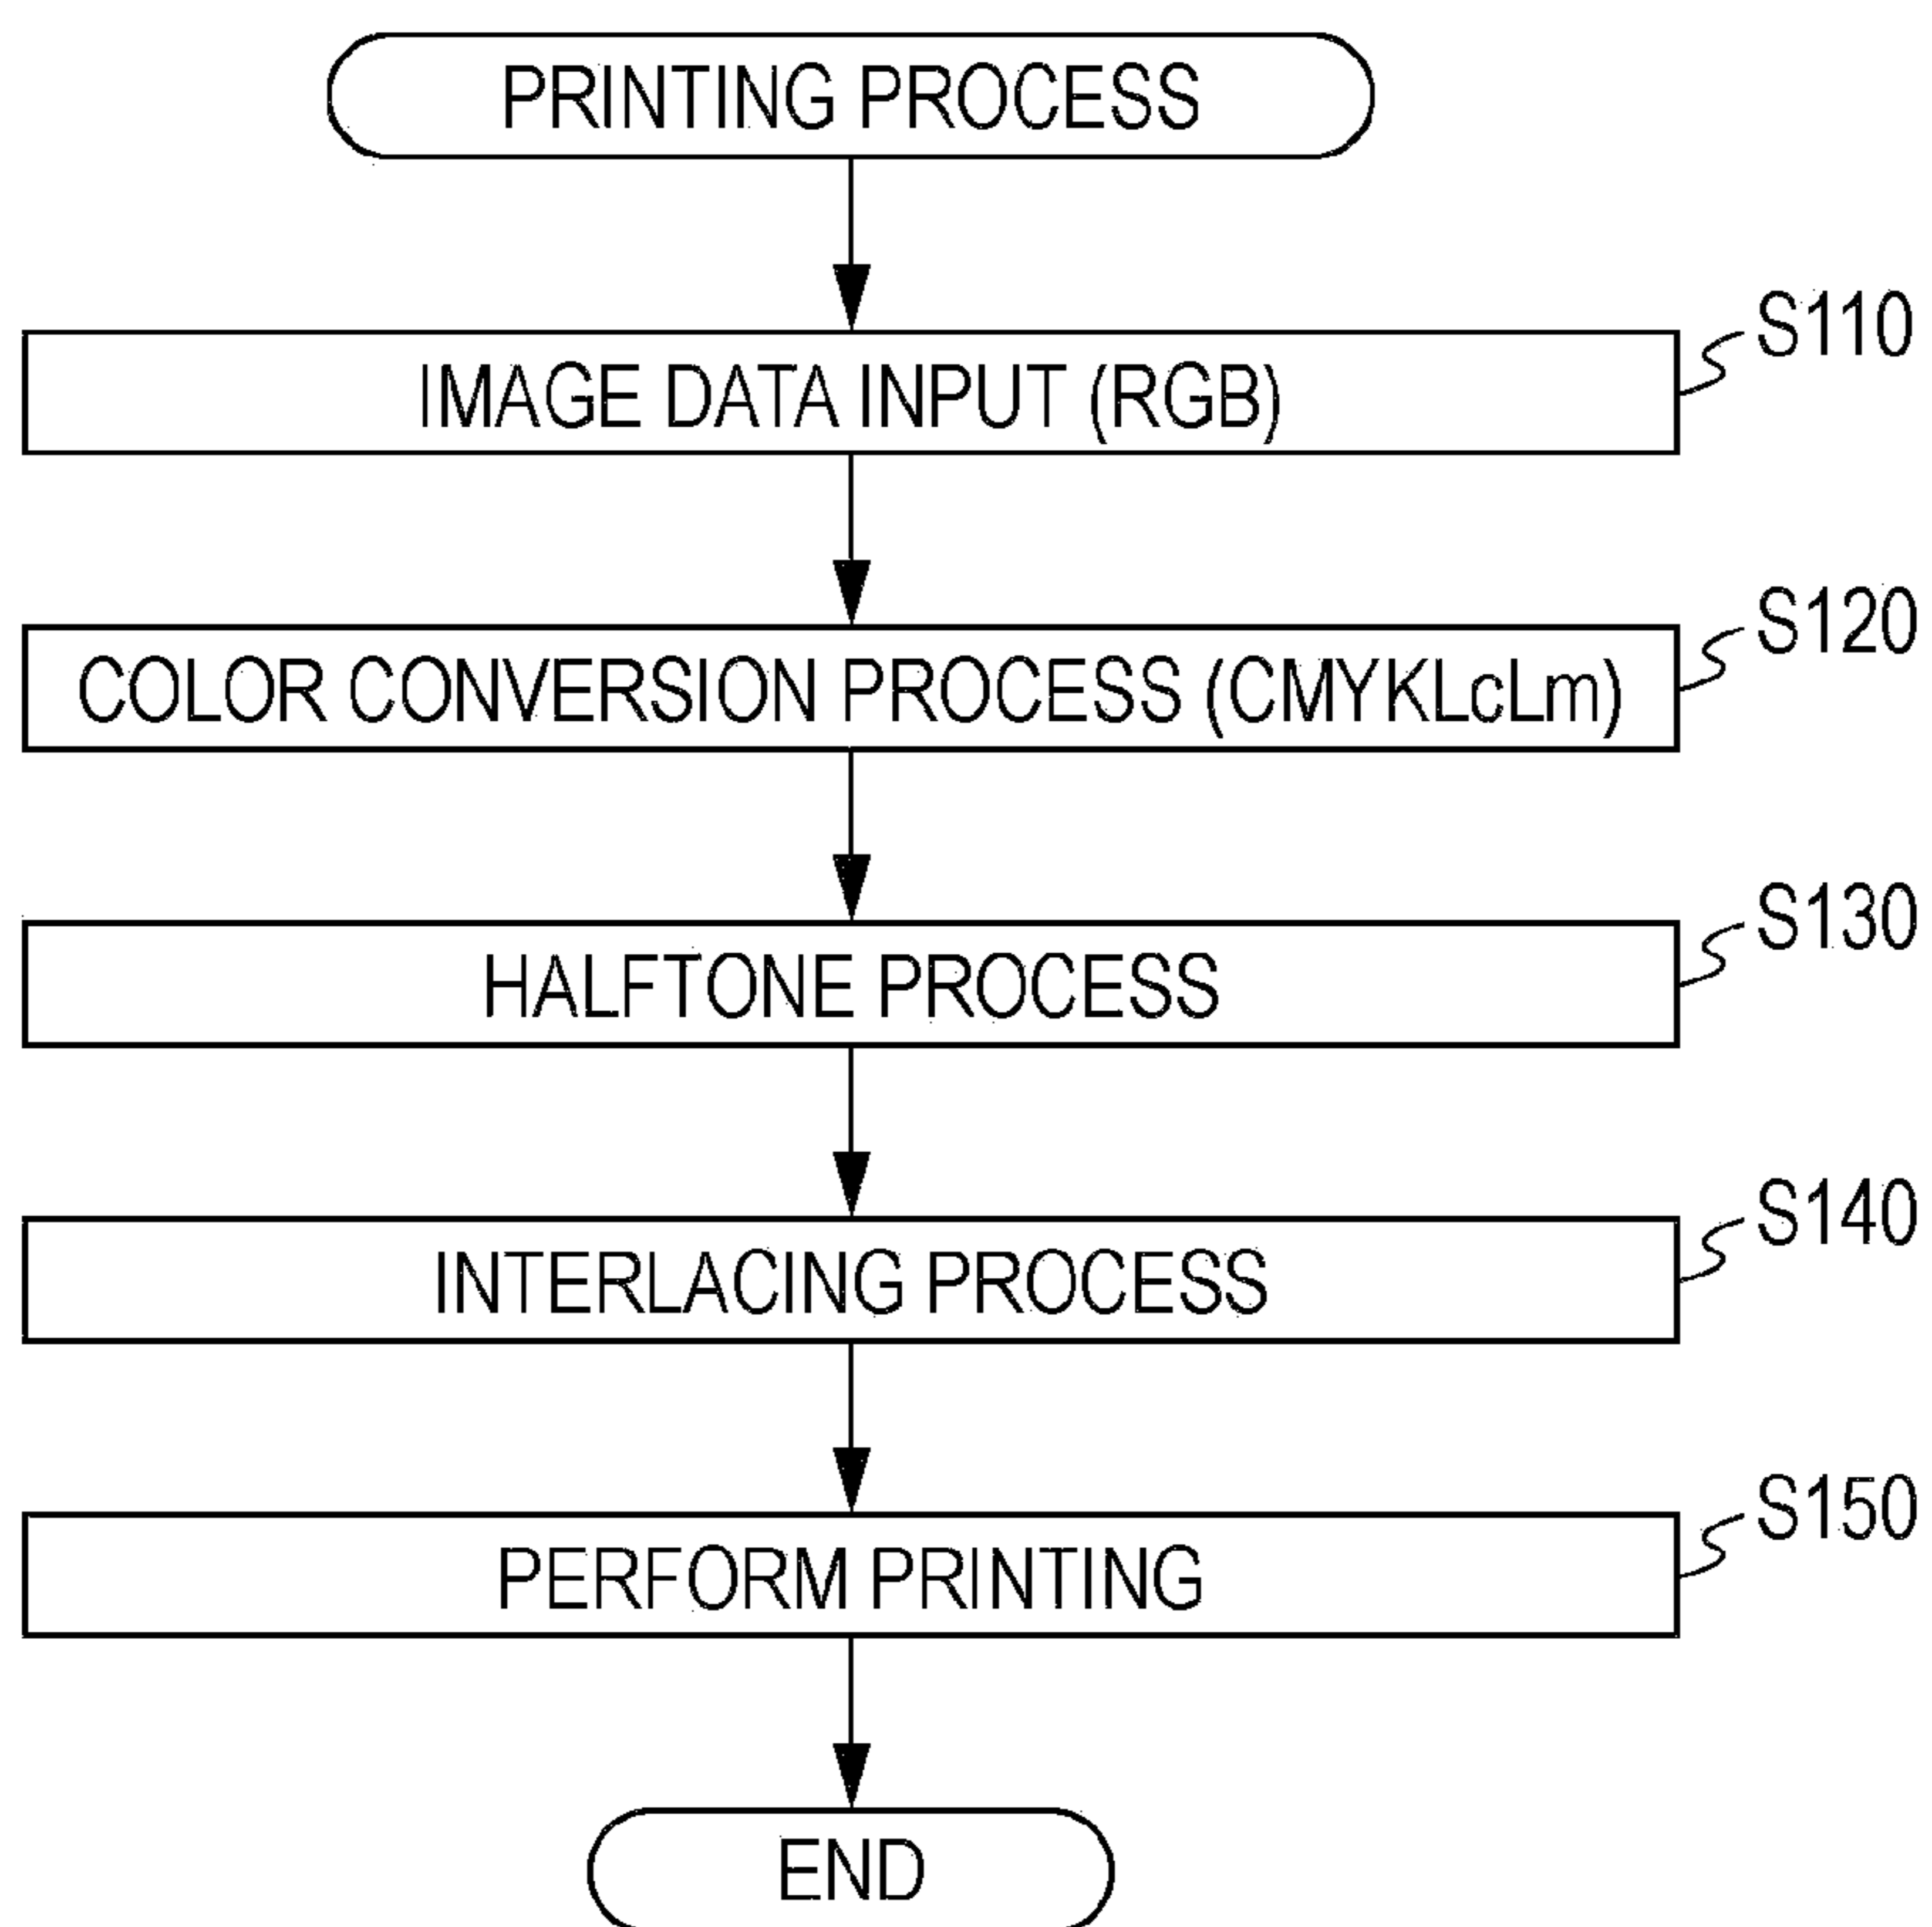 PRINTING PROCESS
S110
IMAGE DATA INPUT (RGB)
S120
COLOR CONVERSION PROCESS (CMYKLcLm)
S130
HALFTONE PROCESS
S140
INTERLACING PROCESS
S150
PERFORM PRINTING
END